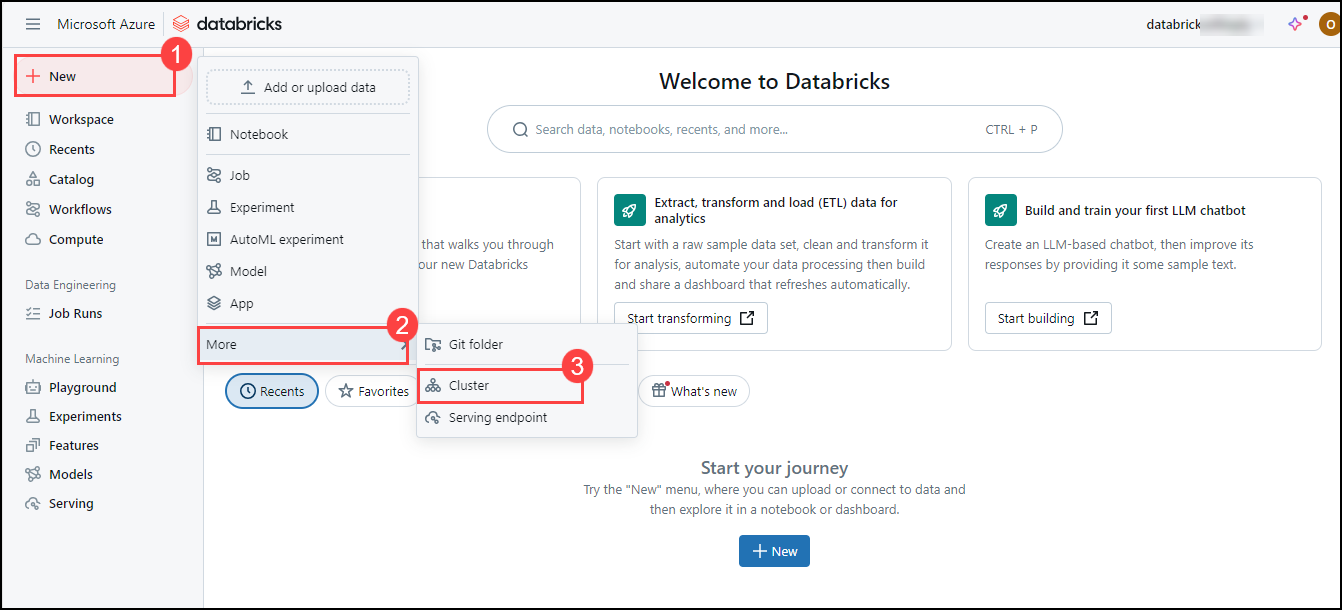 Microsoft Azure
databricks
databrick
O
1
New
Workspace
Recents
Catalog
Workflows
Compute
Data Engineering
Job Runs
Machine Learning
Playground
Experiments
Features
Models
Serving
Add or upload data
Notebook
Job
Experiment
AutoML experiment
Model
App
2
More
Git folder
3
Cluster
Serving endpoint
Welcome to Databricks
Search data, notebooks, recents, and more...
CTRL + P
that walks you through
our new Databricks
Extract, transform and load (ETL) data for
analytics
Start with a raw sample data set, clean and transform it
for analysis, automate your data processing then build
and share a dashboard that refreshes automatically.
Start transforming
Build and train your first LLM chatbot
Create an LLM-based chatbot, then improve its
responses by providing it some sample text.
Start building
Recents
Favorites
What's new
Start your journey
Try the "New" menu, where you can upload or connect to data and
then explore it in a notebook or dashboard.
New